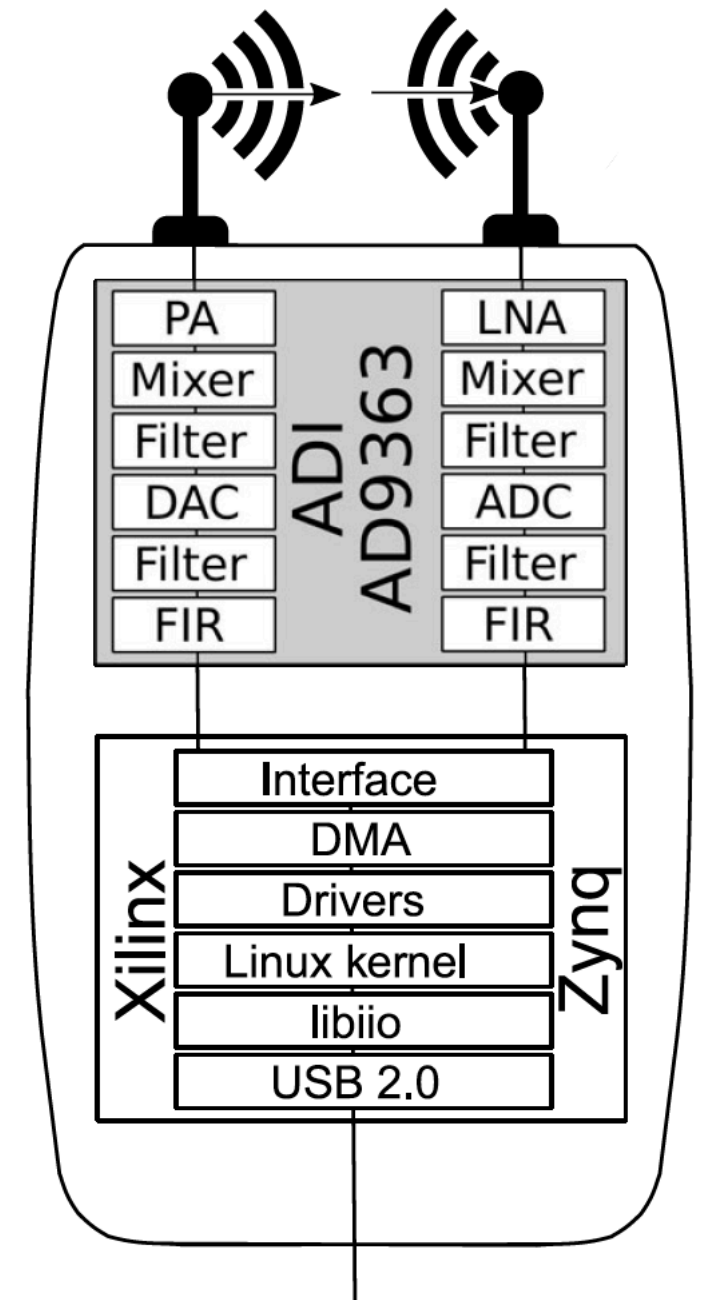 PA
Mixer
Filter
DAC
Filter
FIR
ADI
AD9363
LNA
Mixer
Filter
ADC
Filter
FIR
Xilinx
Interface
DMA
Drivers
Linux kernel
libiio
USB 2.0
Zynq